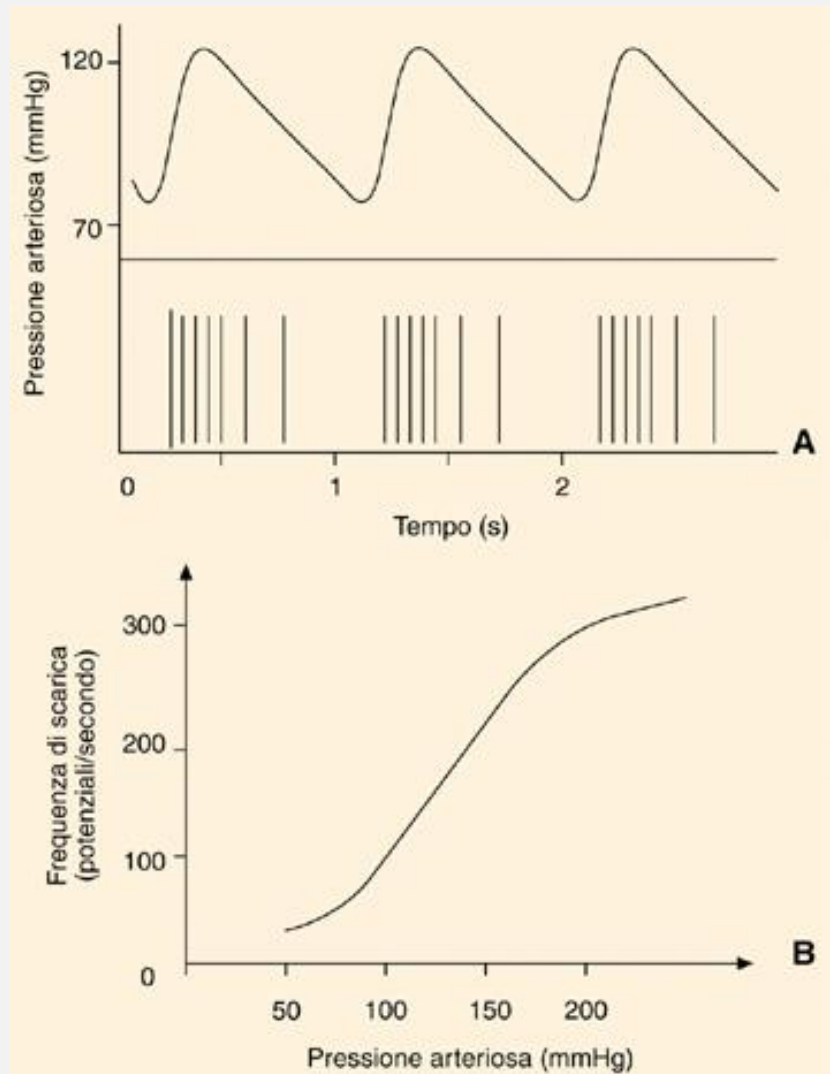 Pressione arteriosa (mmHg)
120
70
A
0 1 2
Tempo (s)
Frequenza di scarica
(potenziali/secondo)
300
200
100
0
B
50 100 150 200
Pressione arteriosa (mmHg)